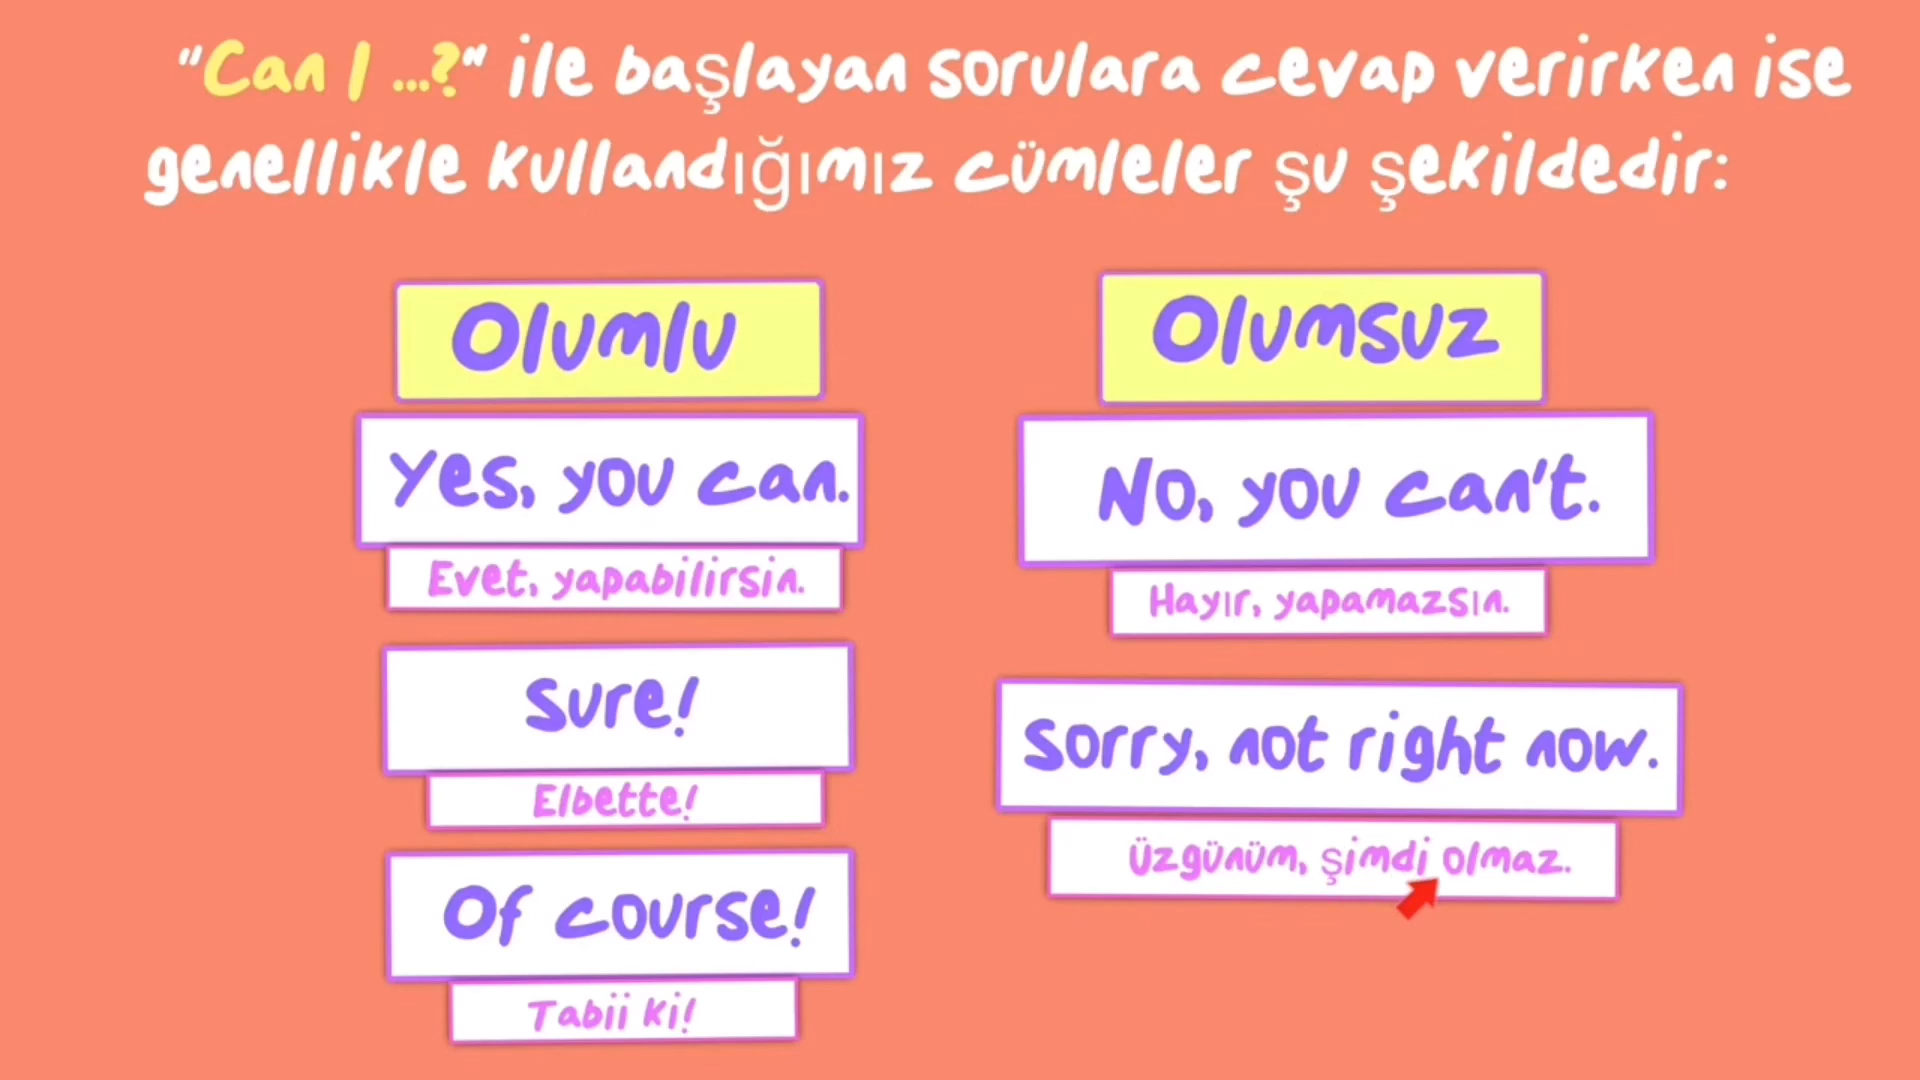 "Can I ...?" ile başlayan sorulara cevap verirken ise
genellikle kullandığımız cümleler şu şekildedir:
Olumlu
Yes, you can.
Evet, yapabilirsin.
Sure!
Elbette!
Of course!
Tabii ki!
Olumsuz
No, you can't.
Hayır, yapamazsın.
Sorry, not right now.
Üzgünüm, şimdi olmaz.